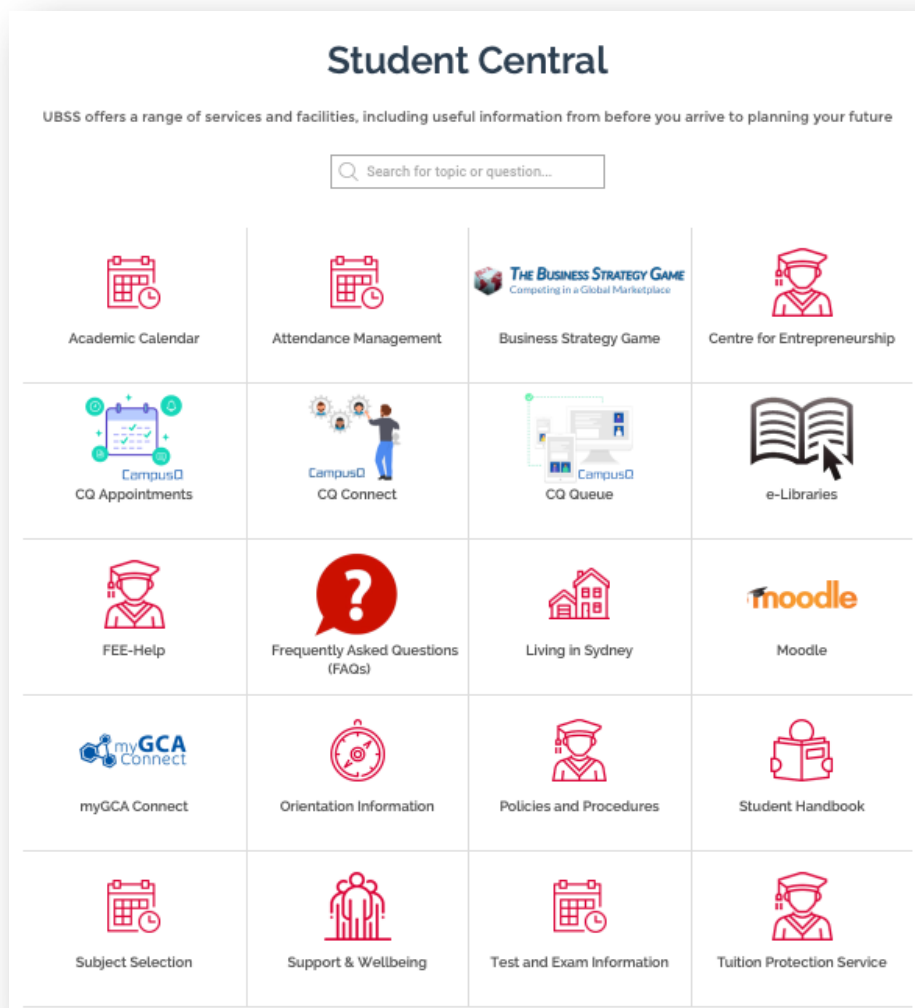 Student Central
UBSS offers a range of services and facilities, including useful information from before you arrive to planning your future
Search for topic or question...
THE BUSINESS STRATEGY GAME
Competing in a Global Marketplace
Academic Calendar
Attendance Management
Business Strategy Game
Centre for Entrepreneurship
CampusQ
CQ Appointments
CampusQ
CQ Connect
CampusQ
CQ Queue
e-Libraries
FEE-Help
?
Frequently Asked Questions
(FAQs)
Living in Sydney
moodle
Moodle
myGCA
Connect
myGCA Connect
Orientation Information
Policies and Procedures
Student Handbook
Subject Selection
Support & Wellbeing
Test and Exam Information
Tuition Protection Service